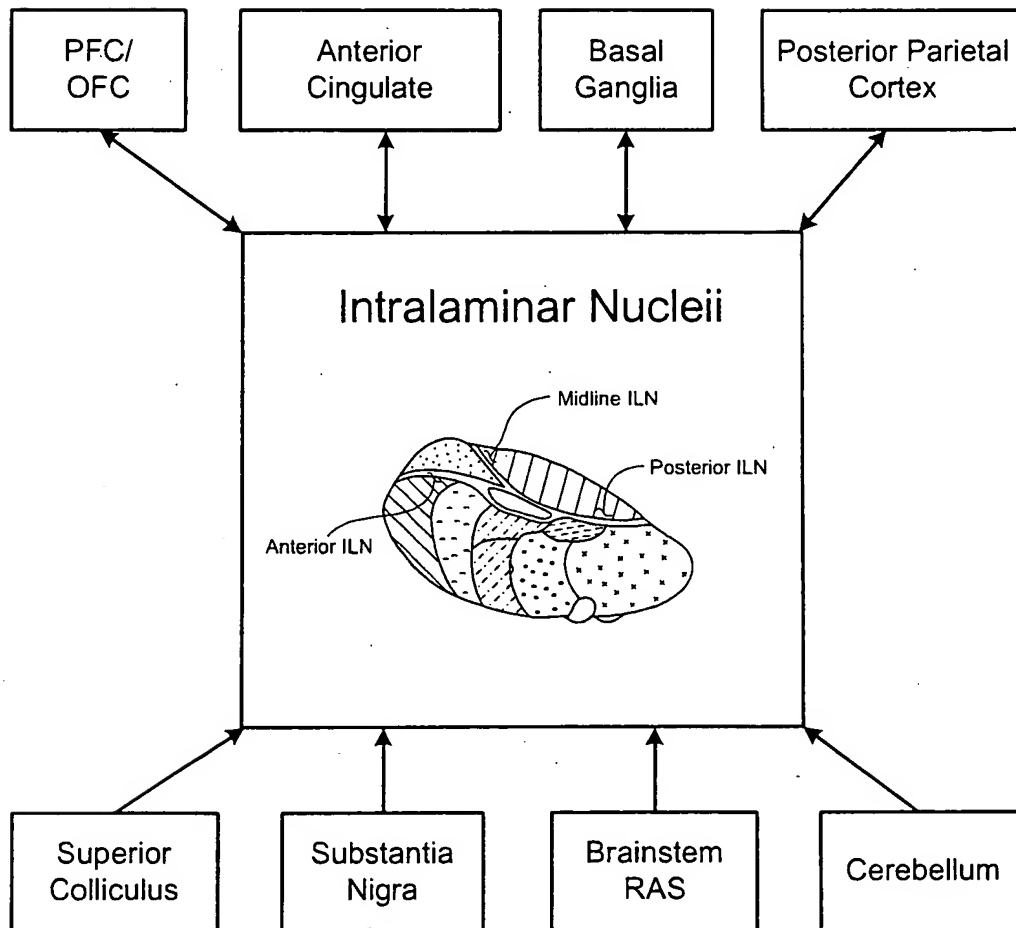 PFC/
OFC
Anterior
Cingulate
Basal
Ganglia
Posterior Parietal
Cortex
Intralaminar Nucleii
Midline ILN
Posterior ILN
Anterior ILN
Superior
Colliculus
Substantia
Nigra
Brainstem
RAS
Cerebellum